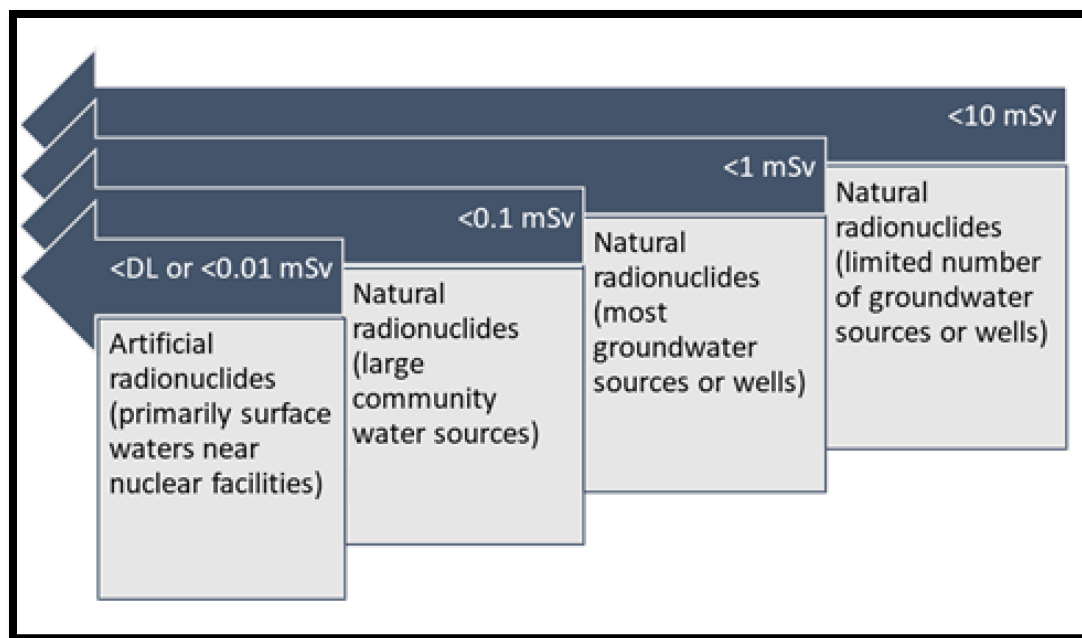 <10 mSv
<1 mSv
<0.1 mSv
<DL or <0.01 mSv
Artificial
radionuclides
(primarily surface
waters near
nuclear facilities)
Natural
radionuclides
(large
community
water sources)
Natural
radionuclides
(most
groundwater
sources or wells)
Natural
radionuclides
(limited number
of groundwater
sources or wells)